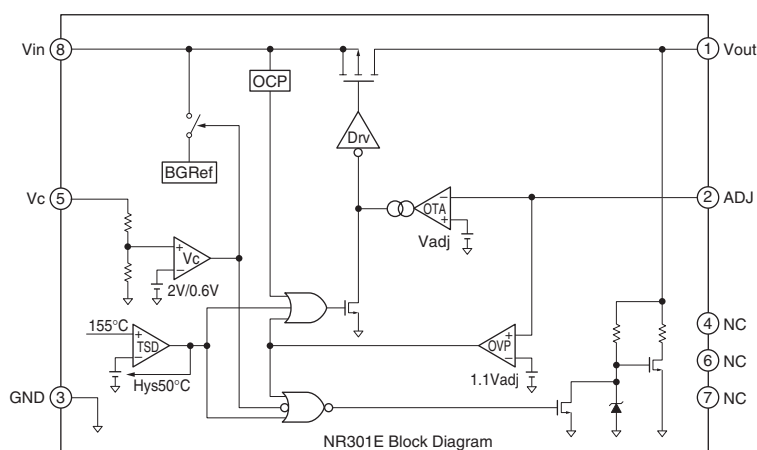 Vin 8
OCP
1 Vout
Drv
BGRef
Vc 5
OTA
− +
2 ADJ
Vadj
+ −
Vc
2V/0.6V
155°C
+ −
TSD
Hys50°C
OVP
+ −
1.1Vadj
4 NC
6 NC
7 NC
GND 3
NR301E Block Diagram